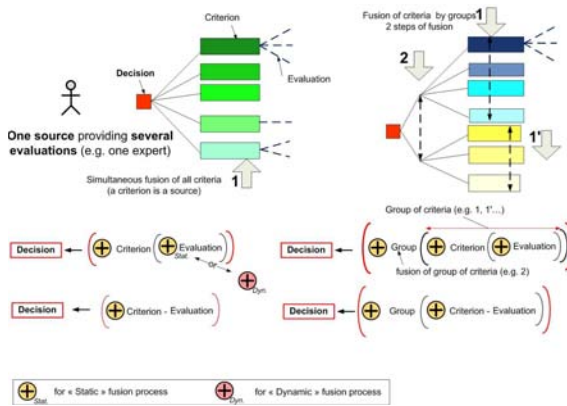 Criterion
Decision
Evaluation
One source providing several
evaluations (e.g. one expert)
Simultaneous fusion of all criteria
(a criterion is a source)
1
Fusion of criteria by groups
2 steps of fusion
1
2
1'
Group of criteria (e.g. 1, 1'...)
Decision
Criterion
Evaluation
Stat.
Or
Dyn.
Decision
Group
Criterion
Evaluation
fusion of group of criteria (e.g. 2)
Decision
Criterion - Evaluation
Decision
Group
Criterion - Evaluation
Stat.
for « Static » fusion process
Dyn.
for « Dynamic » fusion process